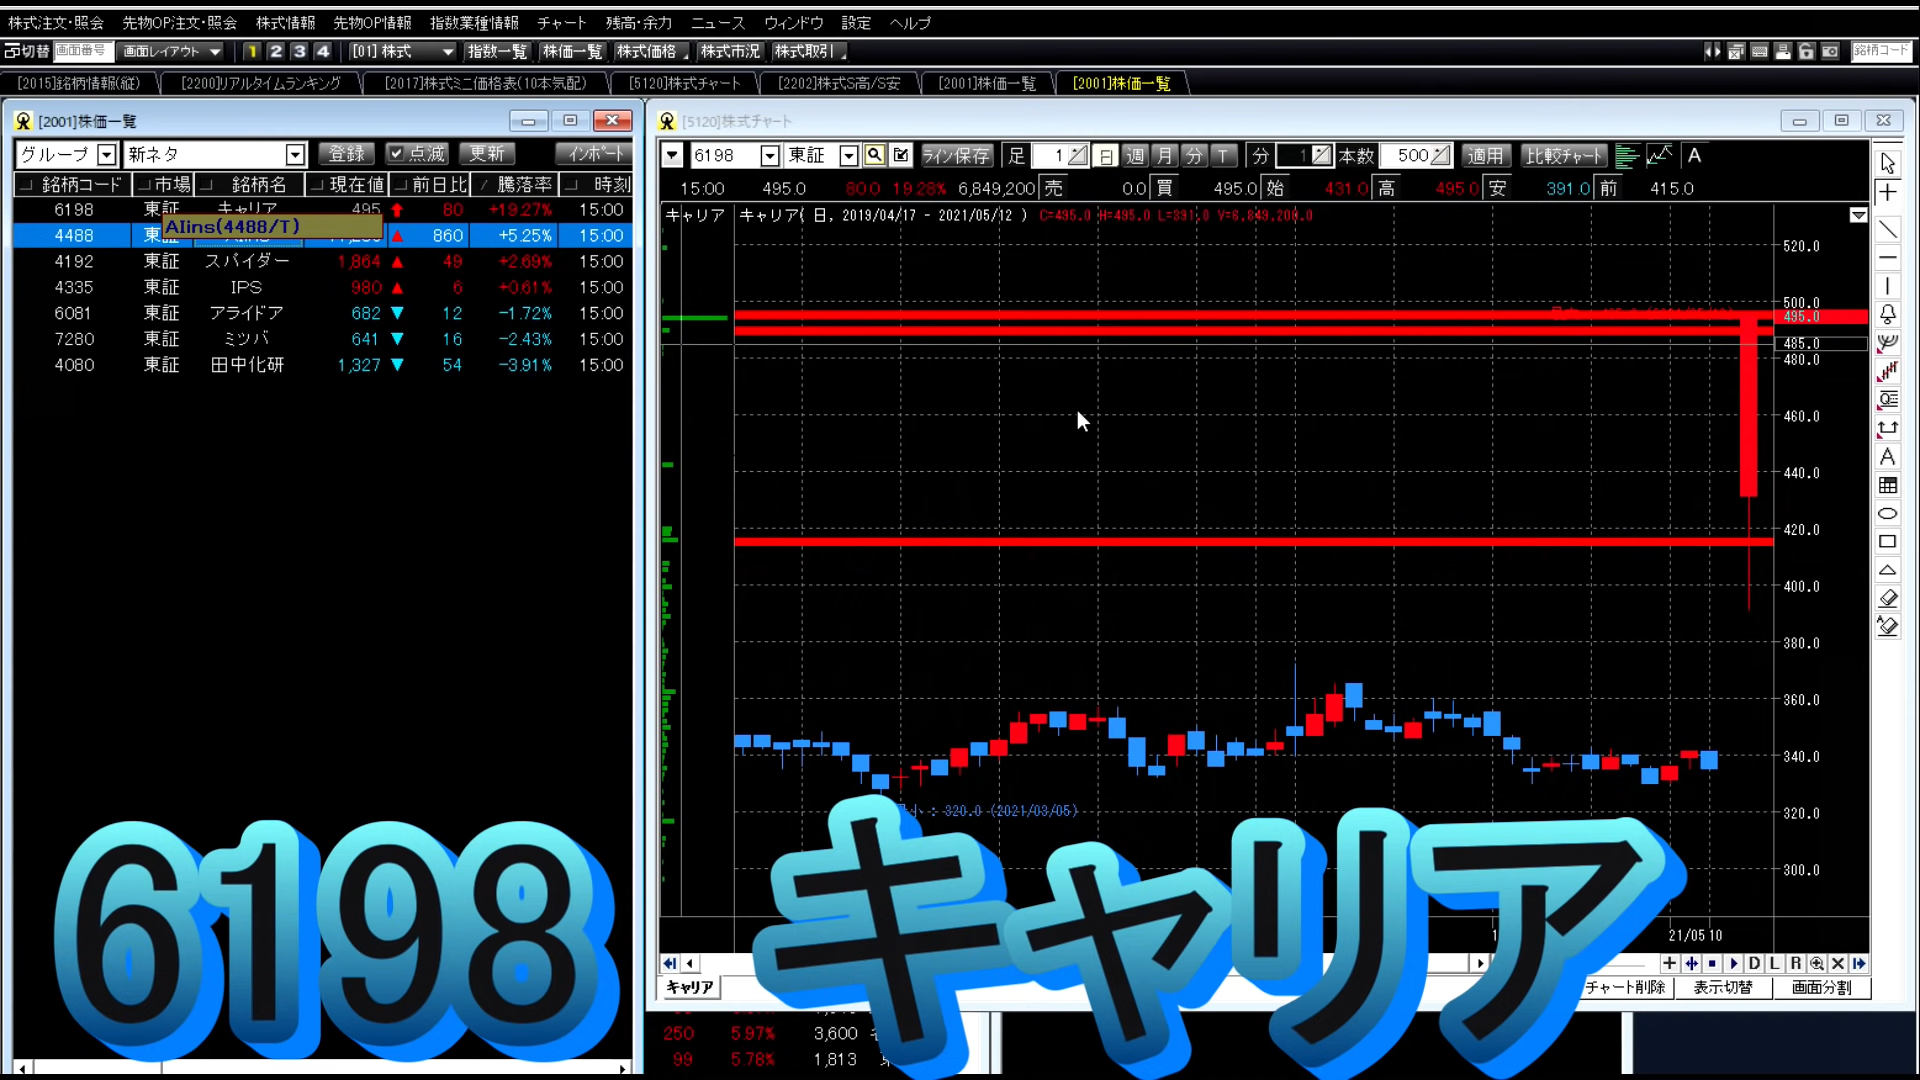 株式注文・照会 先物OP注文・照会 株式情報 先物OP情報 指数業種情報 チャート 残高・余力 ニュース ウィンドウ 設定 ヘルプ
切替 画面番号 画面レイアウト 1 2 3 4 [01] 株式 指数一覧 株価一覧 株式価格 株式市況 株式取引 銘柄コード
[2015]銘柄情報(縦) [2200]リアルタイムランキング [2017]株式ミニ価格表(10本気配) [5120]株式チャート [2202]株式S高/S安 [2001]株価一覧 [2001]株価一覧
[2001]株価一覧
グループ 新ネタ 登録 点滅 更新 インポート
銘柄コード 市場 銘柄名 現在値 前日比 騰落率 時刻
6198 東証 キャリア 495 80 +19.27% 15:00
AIins(4488/T)
4488 860 +5.25% 15:00
4192 東証 スパイダー 1,864 ▲ 49 +2.69% 15:00
4335 東証 IPS 980 ▲ 6 +0.61% 15:00
6081 東証 アライドア 682 ▼ 12 -1.72% 15:00
7280 東証 ミツバ 641 ▼ 16 -2.43% 15:00
4080 東証 田中化研 1,327 ▼ 54 -3.91% 15:00
[5120]株式チャート
6198 東証 ライン保存 足 1 日 週 月 分 T 分 1 本数 500 適用 比較チャート A
15:00 495.0 80.0 19.28% 6,849,200 売 0.0 買 495.0 始 431.0 高 495.0 安 391.0 前 415.0
キャリア キャリア( 日, 2019/04/17 - 2021/05/12 ) C=495.0 H=495.0 L=391.0 V=6,849,200.0
520.0
500.0
495.0
485.0
480.0
460.0
440.0
420.0
400.0
380.0
360.0
340.0
320.0
300.0
小 : 320.0 (2021/03/05)
21/05 10
D L R
キャリア チャート削除 表示切替 画面分割
250 5.97% 3,600
99 5.78% 1,813
6198 キャリア